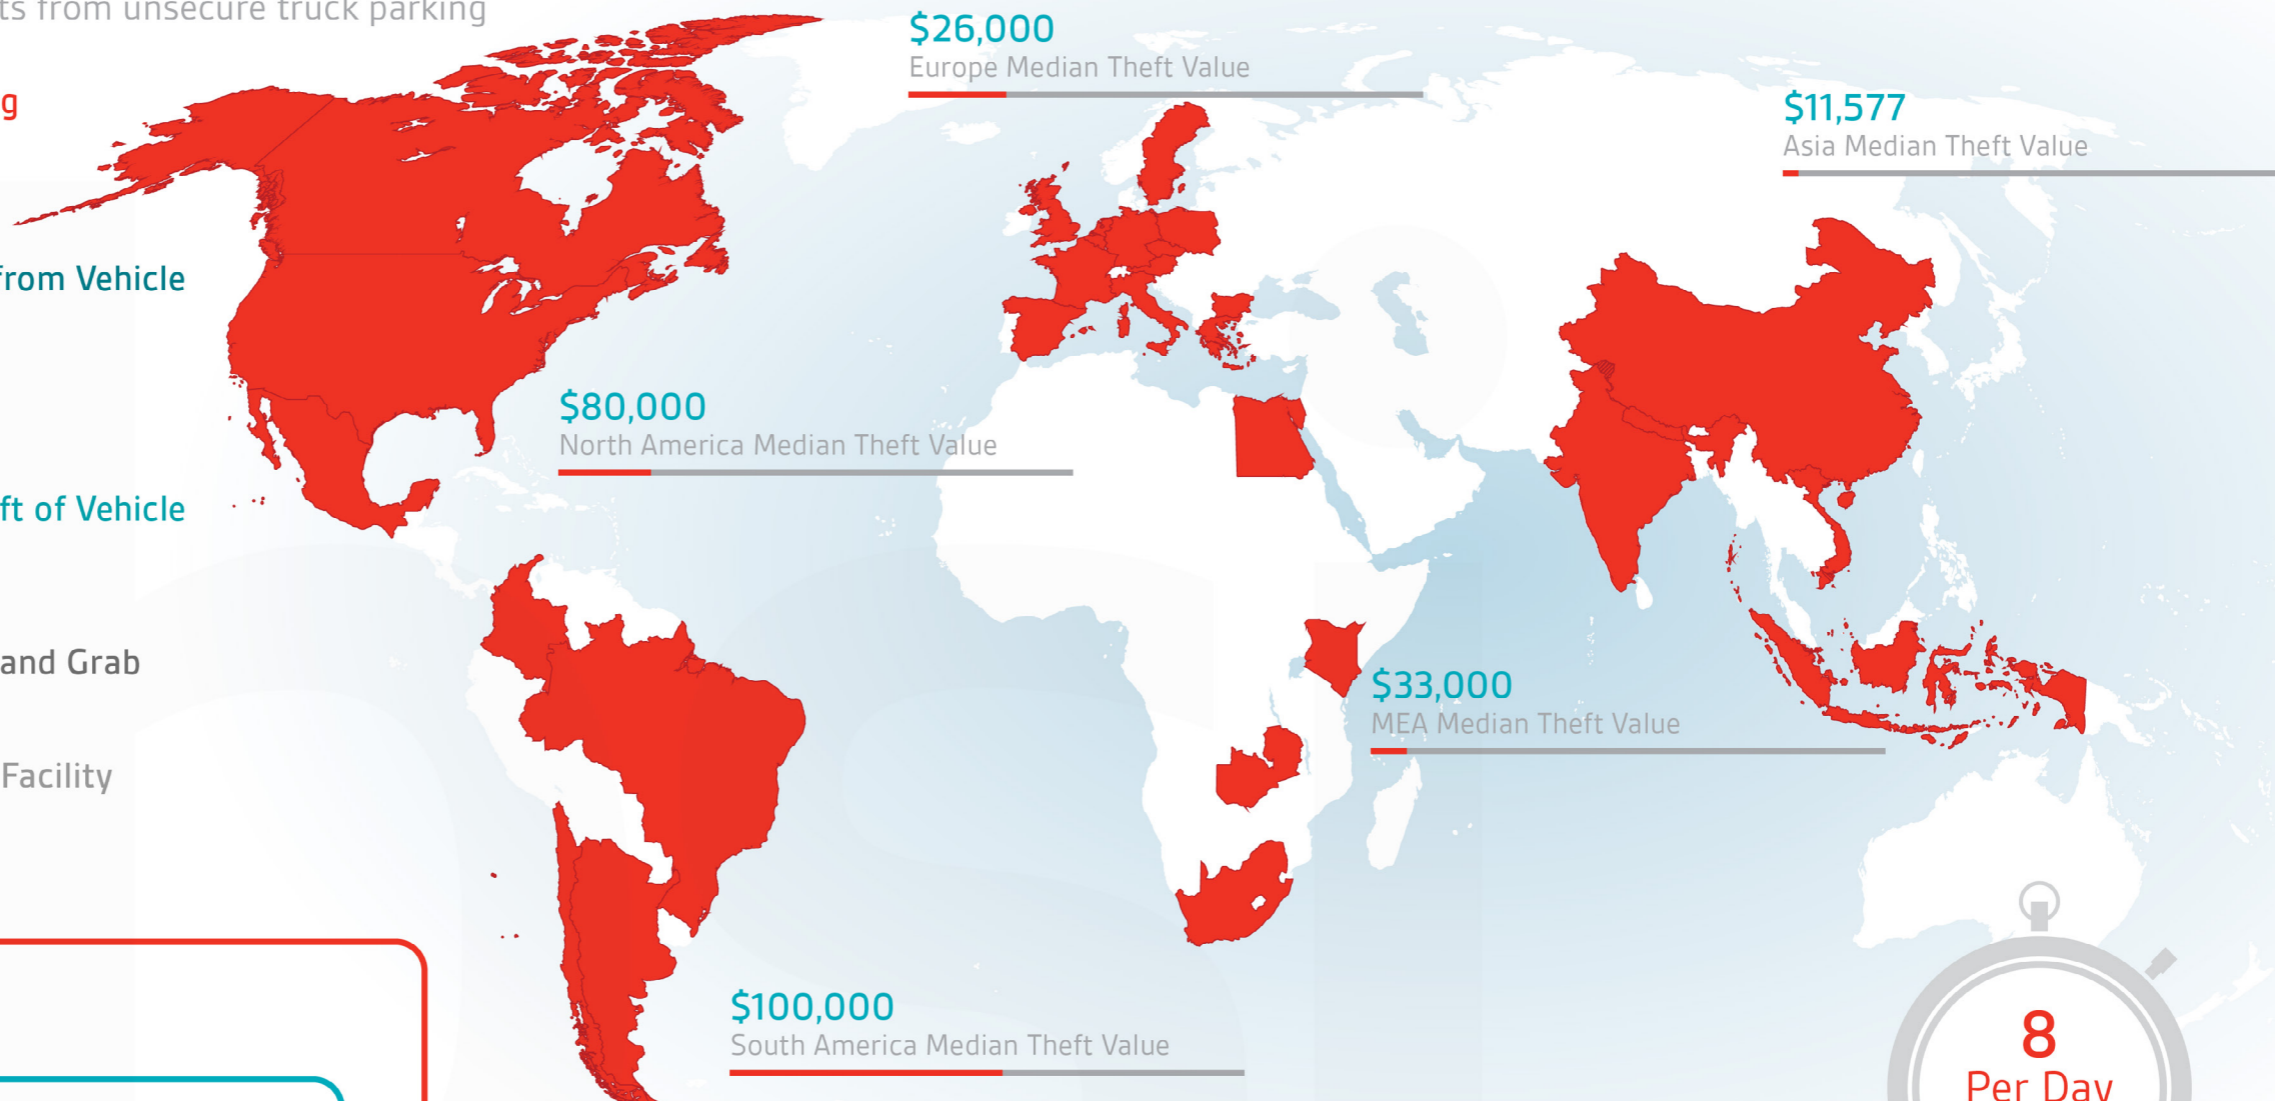 ts from unsecure truck parking
g
from Vehicle
ft of Vehicle
and Grab
Facility
$26,000
Europe Median Theft Value
$11,577
Asia Median Theft Value
$80,000
North America Median Theft Value
$33,000
MEA Median Theft Value
$100,000
South America Median Theft Value
8
Per Day